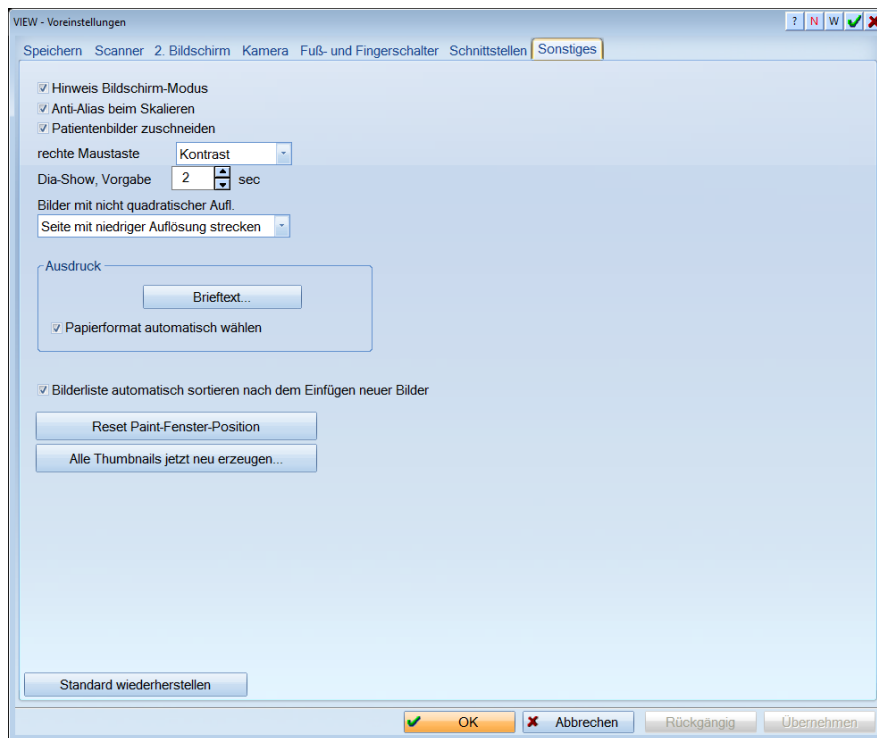 VIEW - Voreinstellungen
? N W
Speichern Scanner 2. Bildschirm Kamera Fuß- und Fingerschalter Schnittstellen Sonstiges
Hinweis Bildschirm-Modus
Anti-Alias beim Skalieren
Patientenbilder zuschneiden
rechte Maustaste Kontrast
Dia-Show, Vorgabe 2 sec
Bilder mit nicht quadratischer Aufl.
Seite mit niedriger Auflösung strecken
Ausdruck
Brieftext...
Papierformat automatisch wählen
Bilderliste automatisch sortieren nach dem Einfügen neuer Bilder
Reset Paint-Fenster-Position
Alle Thumbnails jetzt neu erzeugen...
Standard wiederherstellen
OK Abbrechen Rückgängig Übernehmen